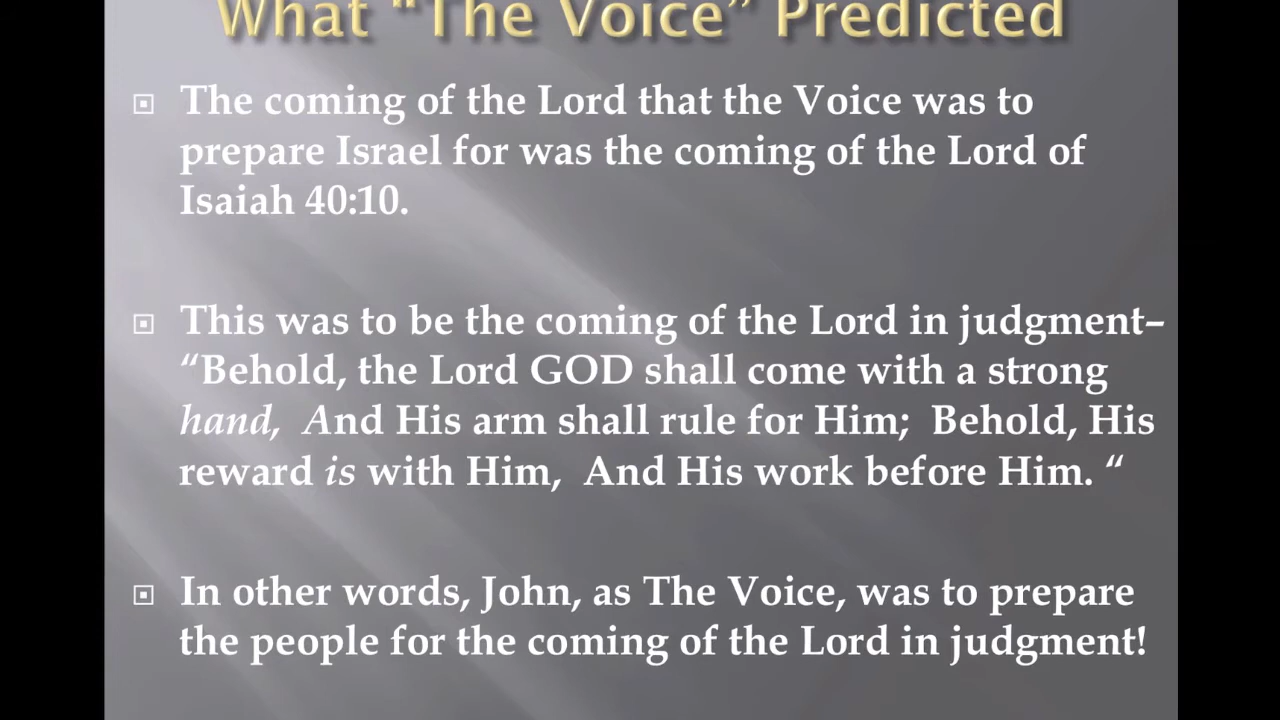 What “The Voice” Predicted
The coming of the Lord that the Voice was to
prepare Israel for was the coming of the Lord of
Isaiah 40:10.
This was to be the coming of the Lord in judgment–
“Behold, the Lord GOD shall come with a strong
hand,  And His arm shall rule for Him;  Behold, His
reward is with Him,  And His work before Him. “
In other words, John, as The Voice, was to prepare
the people for the coming of the Lord in judgment!